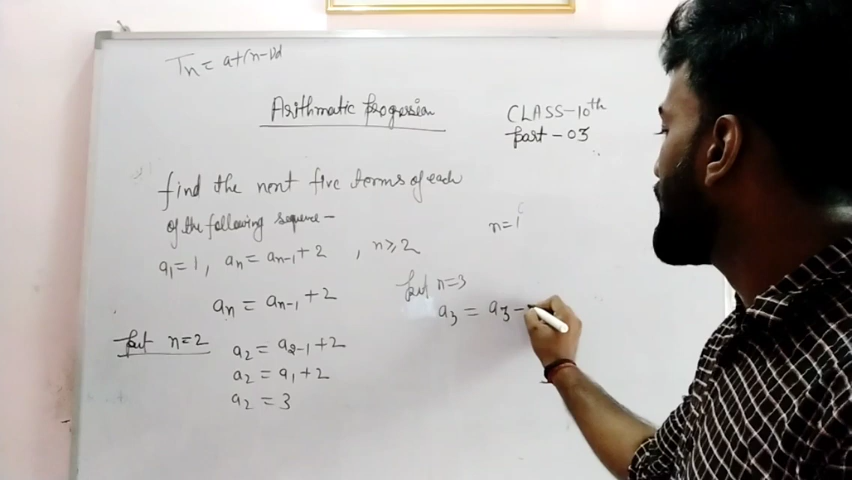 Tn = a+(n-1)d
Arithmatic Progression
CLASS-10th
Part - 03
find the next five terms of each
of the following sequence -
a₁ = 1, aₙ = aₙ₋₁ + 2 , n ≥ 2
n = 1
aₙ = aₙ₋₁ + 2
put n = 2
a₂ = a₂₋₁ + 2
a₂ = a₁ + 2
a₂ = 3
put n = 3
a₃ = a₃ -